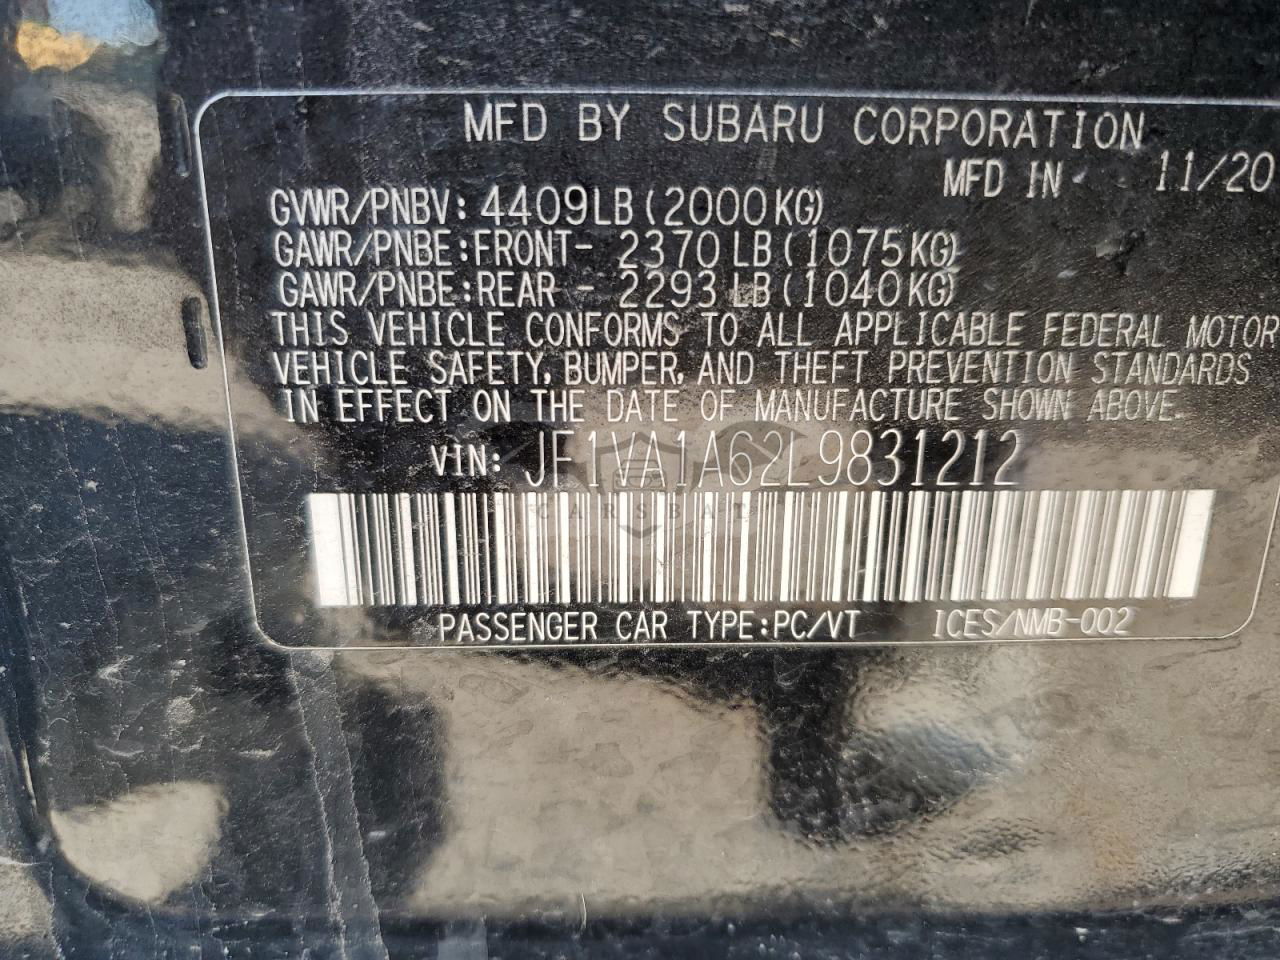 MFD BY SUBARU CORPORATION
MFD IN 11/20
GVWR/PNBV: 4409LB(2000KG)
GAWR/PNBE:FRONT- 2370LB(1075KG)
GAWR/PNBE:REAR - 2293LB(1040KG)
THIS VEHICLE CONFORMS TO ALL APPLICABLE FEDERAL MOTOR
VEHICLE SAFETY, BUMPER, AND THEFT PREVENTION STANDARDS
IN EFFECT ON THE DATE OF MANUFACTURE SHOWN ABOVE.
VIN: JF1VA1A62L9831212
CARSBAT
PASSENGER CAR TYPE:PC/VT ICES/NMB-002